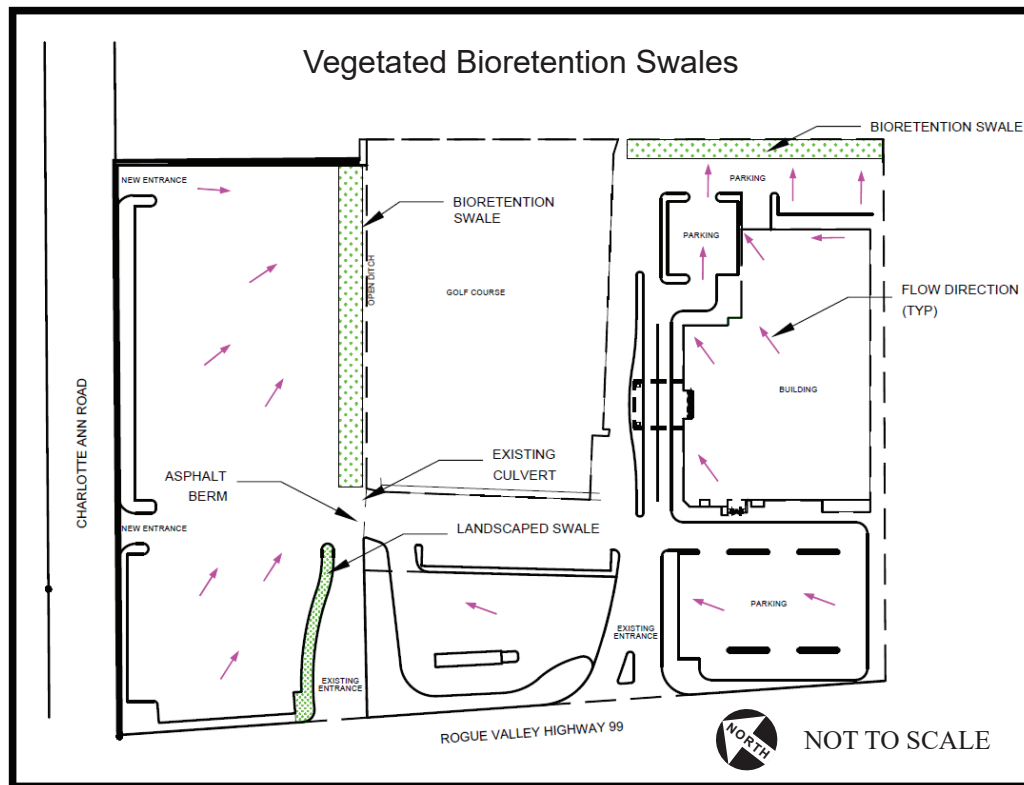 Vegetated Bioretention Swales
BIORETENTION SWALE
NEW ENTRANCE
PARKING
BIORETENTION
SWALE
PARKING
OPEN DITCH
GOLF COURSE
FLOW DIRECTION
(TYP)
BUILDING
CHARLOTTE ANN ROAD
ASPHALT
BERM
EXISTING
CULVERT
NEW ENTRANCE
LANDSCAPED SWALE
PARKING
EXISTING
ENTRANCE
EXISTING
ENTRANCE
ROGUE VALLEY HIGHWAY 99
NORTH
NOT TO SCALE